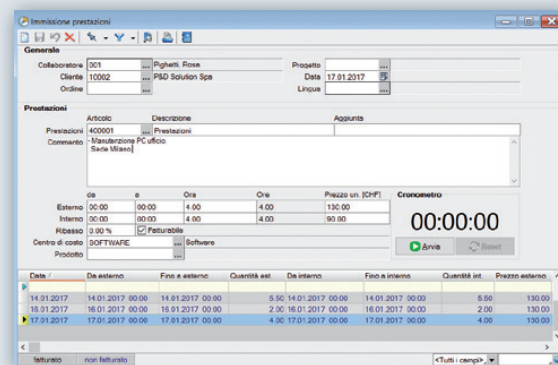 Immissione prestazioni
Generale
Collaboratore 001 ... Pighetti, Rosa Progetto ...
Cliente 10002 ... P&D Solution Spa Data 17.01.2017
Ordine ... Lingua ...
Prestazioni
Articolo Descrizione Aggiunta
Prestazioni 400001 ... Prestazioni
Commento - Manutenzione PC ufficio
Sede Milano
da a Ore Ore Prezzo un. [CHF] Cronometro
Esterno 00:00 00:00 4.00 4.00 130.00
Interno 00:00 00:00 4.00 4.00 90.00
00:00:00
Ribasso 0.00 % Fatturabile
Avvia Reset
Centro di costo SOFTWARE ... Software
Prodotto ...
Data / Da esterno Fino a esterno Quantità est. Da interno Fino a interno Quantità int. Prezzo esterno
14.01.2017 14.01.2017 00:00 14.01.2017 00:00 5.50 14.01.2017 00:00 14.01.2017 00:00 5.50 130.00
16.01.2017 16.01.2017 00:00 16.01.2017 00:00 2.00 16.01.2017 00:00 16.01.2017 00:00 2.00 130.00
17.01.2017 17.01.2017 00:00 17.01.2017 00:00 4.00 17.01.2017 00:00 17.01.2017 00:00 4.00 130.00
fatturato non fatturato <Tutti i campi>